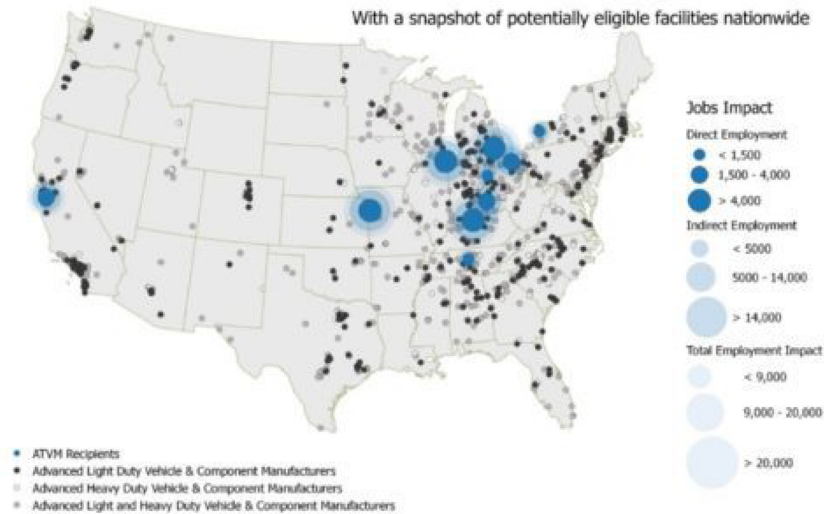 With a snapshot of potentially eligible facilities nationwide
Jobs Impact
Direct Employment
< 1,500
1,500 - 4,000
> 4,000
Indirect Employment
< 5000
5000 - 14,000
> 14,000
Total Employment Impact
< 9,000
9,000 - 20,000
> 20,000
ATVM Recipients
Advanced Light Duty Vehicle & Component Manufacturers
Advanced Heavy Duty Vehicle & Component Manufacturers
Advanced Light and Heavy Duty Vehicle & Component Manufacturers